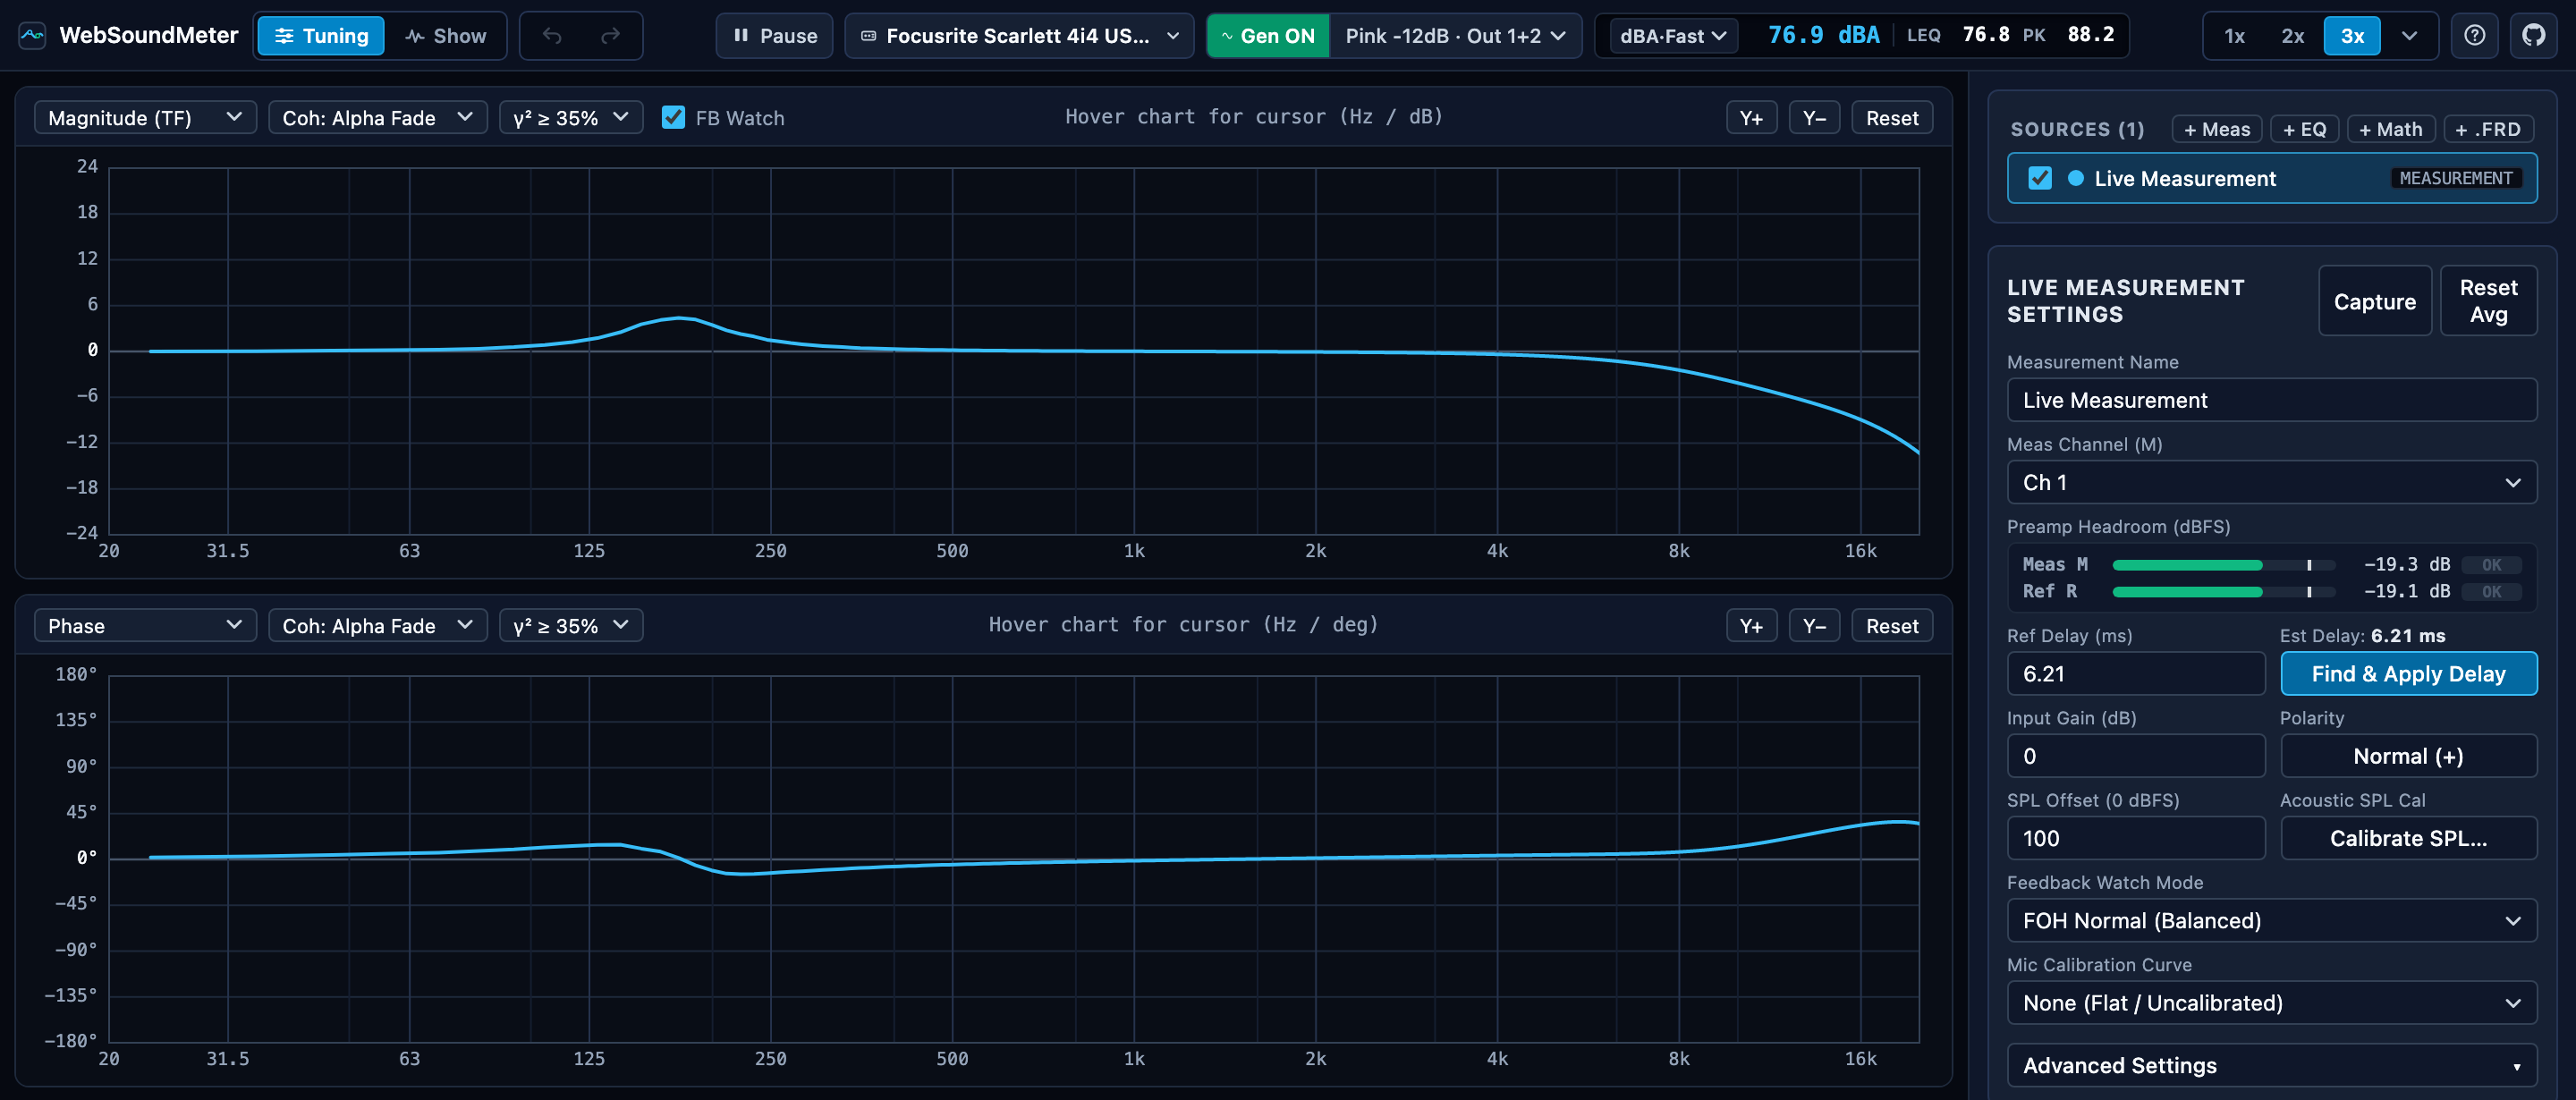 WebSoundMeter Tuning Show Pause Focusrite Scarlett 4i4 US... Gen ON Pink -12dB · Out 1+2 dBA·Fast 76.9 dBA LEQ 76.8 PK 88.2 1x 2x 3x
Magnitude (TF) Coh: Alpha Fade γ² ≥ 35% FB Watch Hover chart for cursor (Hz / dB) Y+ Y− Reset
24
18
12
6
0
−6
−12
−18
−24
20 31.5 63 125 250 500 1k 2k 4k 8k 16k
Phase Coh: Alpha Fade γ² ≥ 35% Hover chart for cursor (Hz / deg) Y+ Y− Reset
180°
135°
90°
45°
0°
−45°
−90°
−135°
−180°
20 31.5 63 125 250 500 1k 2k 4k 8k 16k
SOURCES (1) + Meas + EQ + Math + .FRD
Live Measurement MEASUREMENT
LIVE MEASUREMENT
SETTINGS
Capture
Reset
Avg
Measurement Name
Live Measurement
Meas Channel (M)
Ch 1
Preamp Headroom (dBFS)
Meas M −19.3 dB OK
Ref R −19.1 dB OK
Ref Delay (ms) Est Delay: 6.21 ms
6.21 Find & Apply Delay
Input Gain (dB) Polarity
0 Normal (+)
SPL Offset (0 dBFS) Acoustic SPL Cal
100 Calibrate SPL...
Feedback Watch Mode
FOH Normal (Balanced)
Mic Calibration Curve
None (Flat / Uncalibrated)
Advanced Settings